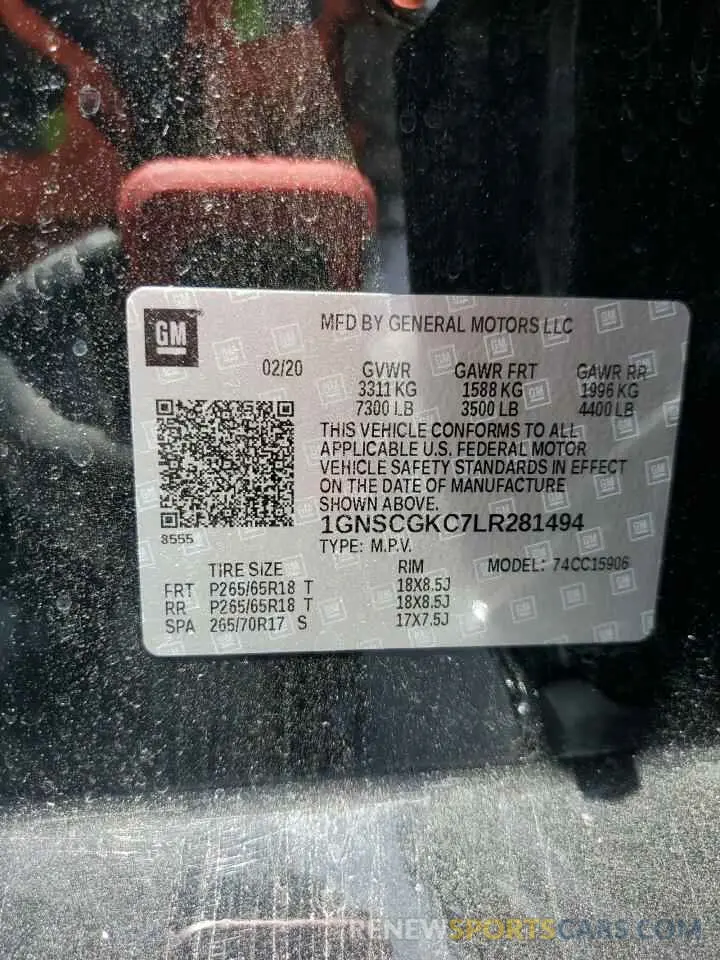 GM
MFD BY GENERAL MOTORS LLC
02/20 GVWR GAWR FRT GAWR RR
3311 KG 1588 KG 1996 KG
7300 LB 3500 LB 4400 LB
THIS VEHICLE CONFORMS TO ALL
APPLICABLE U.S. FEDERAL MOTOR
VEHICLE SAFETY STANDARDS IN EFFECT
ON THE DATE OF MANUFACTURE
SHOWN ABOVE.
1GNSCGKC7LR281494
8555
TYPE: M.P.V.
TIRE SIZE RIM MODEL: 74CC15906
FRT P265/65R18 T 18X8.5J
RR P265/65R18 T 18X8.5J
SPA 265/70R17 S 17X7.5J
RENEWSPORTSCARS.COM